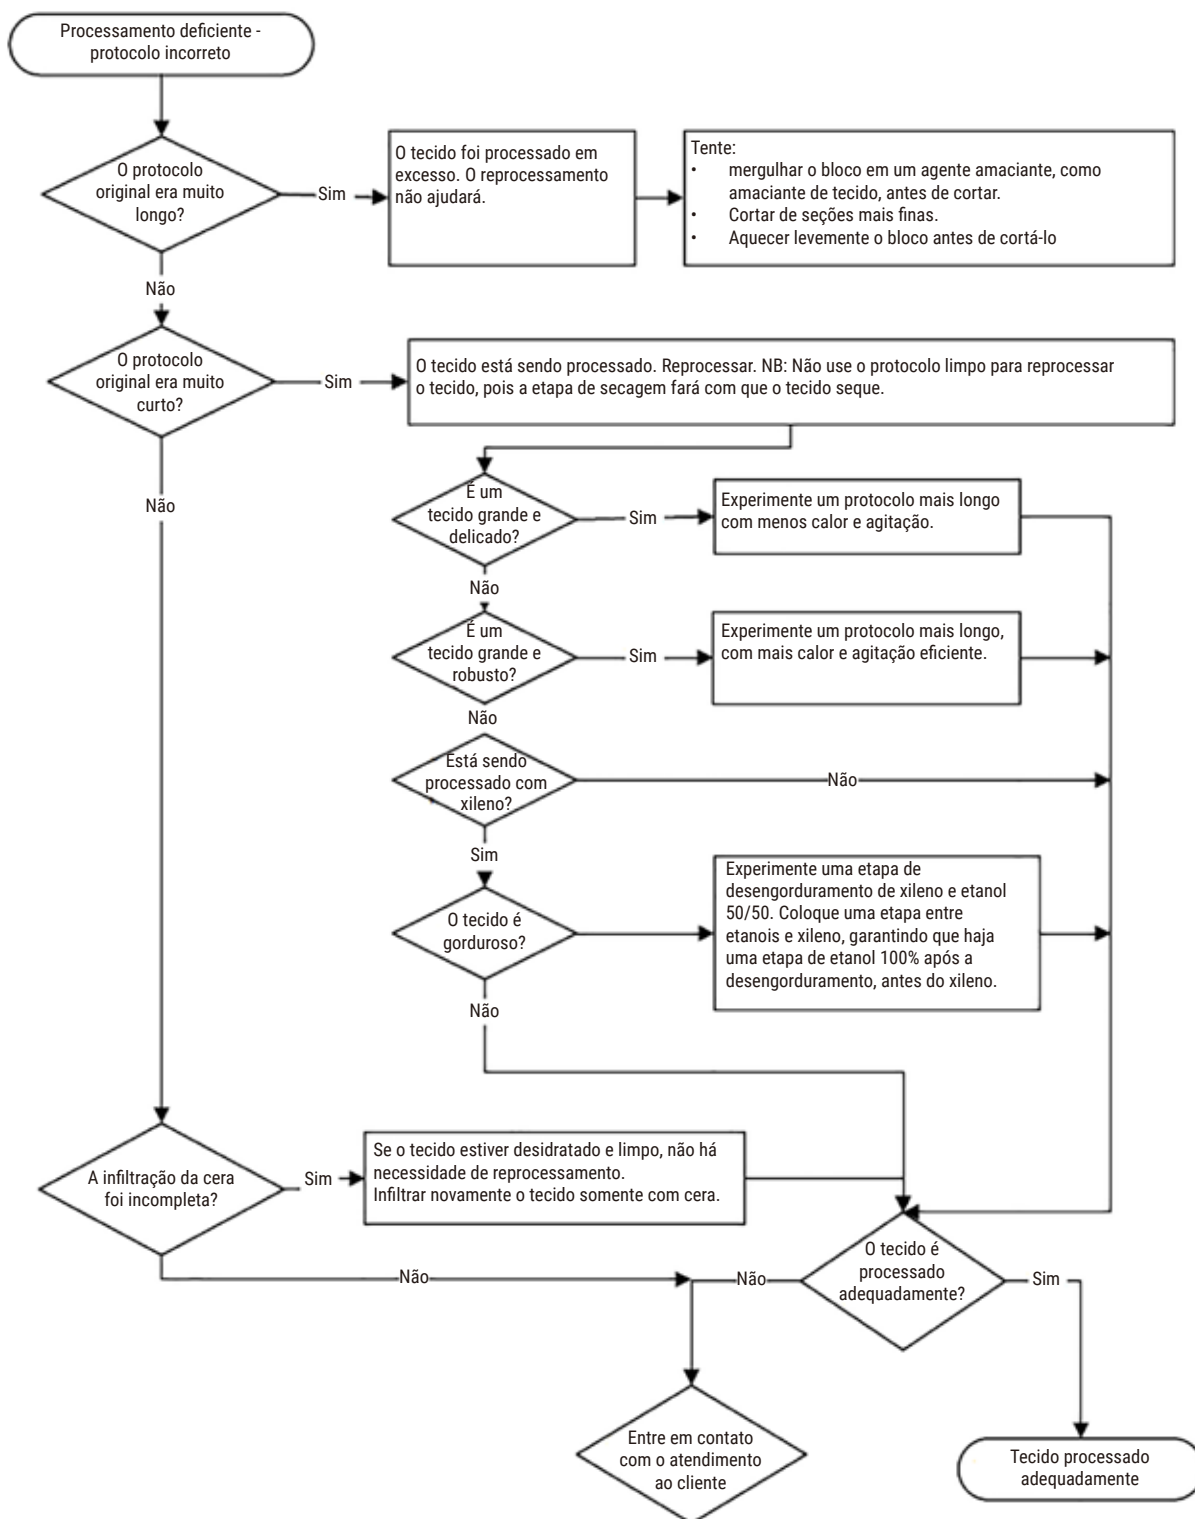 Processamento deficiente -
protocolo incorreto
O protocolo
original era muito
longo?
Sim
O tecido foi processado em
excesso. O reprocessamento
não ajudará.
Tente:
• mergulhar o bloco em um agente amaciante, como
amaciante de tecido, antes de cortar.
• Cortar de seções mais finas.
• Aquecer levemente o bloco antes de cortá-lo
Não
O protocolo
original era muito
curto?
Sim
O tecido está sendo processado. Reprocessar. NB: Não use o protocolo limpo para reprocessar
o tecido, pois a etapa de secagem fará com que o tecido seque.
Não
É um
tecido grande e
delicado?
Sim
Experimente um protocolo mais longo
com menos calor e agitação.
Não
É um
tecido grande e
robusto?
Sim
Experimente um protocolo mais longo,
com mais calor e agitação eficiente.
Não
Está sendo
processado com
xileno?
Não
Sim
O tecido é
gorduroso?
Experimente uma etapa de
desengorduramento de xileno e etanol
50/50. Coloque uma etapa entre
etanois e xileno, garantindo que haja
uma etapa de etanol 100% após a
desengorduramento, antes do xileno.
Não
A infiltração da cera
foi incompleta?
Sim
Se o tecido estiver desidratado e limpo, não há
necessidade de reprocessamento.
Infiltrar novamente o tecido somente com cera.
Não
O tecido é
processado
adequadamente?
Não
Sim
Entre em contato
com o atendimento
ao cliente
Tecido processado
adequadamente